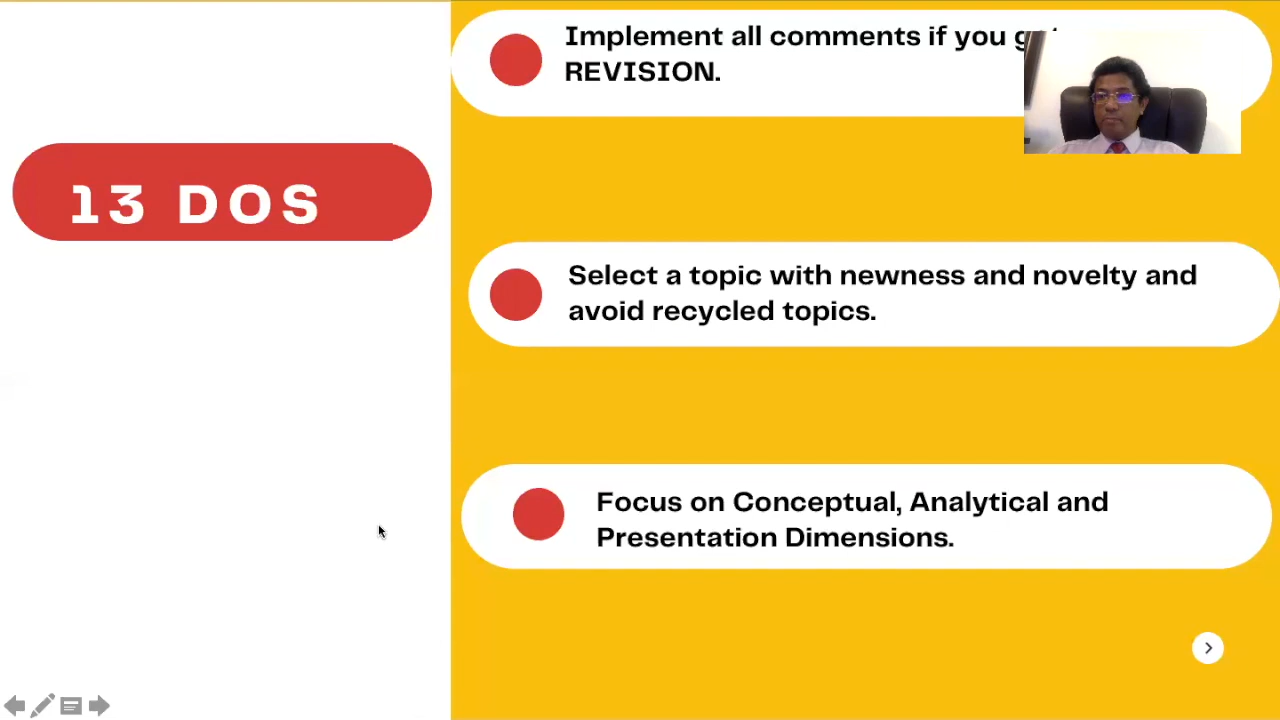 13 DOS
Implement all comments if you get
REVISION.
Select a topic with newness and novelty and
avoid recycled topics.
Focus on Conceptual, Analytical and
Presentation Dimensions.